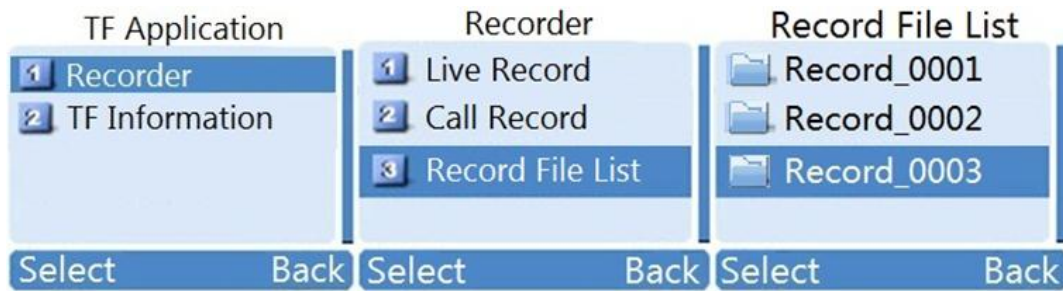 TF Application
1 Recorder
2 TF Information
Select Back
Recorder
1 Live Record
2 Call Record
3 Record File List
Select Back
Record File List
Record_0001
Record_0002
Record_0003
Select Back